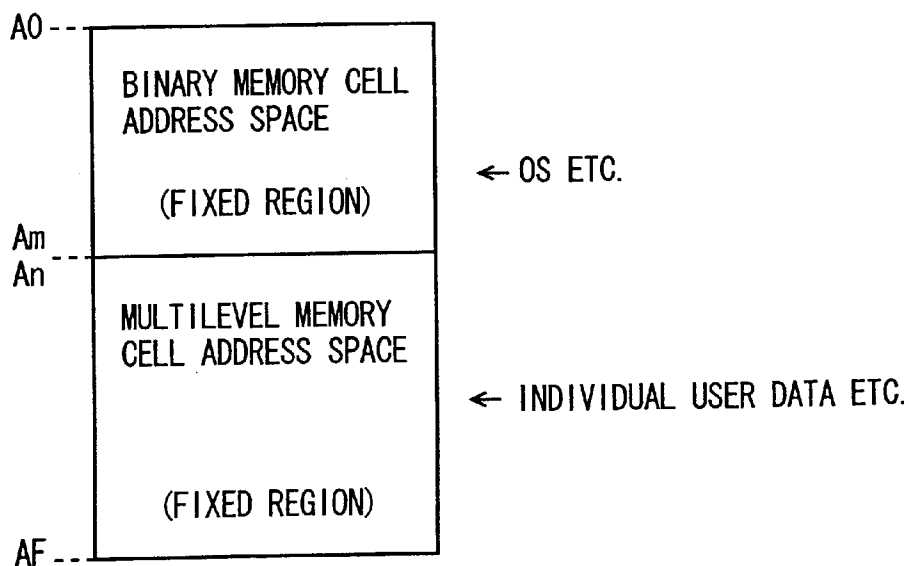 A0
BINARY MEMORY CELL
ADDRESS SPACE
(FIXED REGION)
← OS ETC.
Am
An
MULTILEVEL MEMORY
CELL ADDRESS SPACE
← INDIVIDUAL USER DATA ETC.
(FIXED REGION)
AF